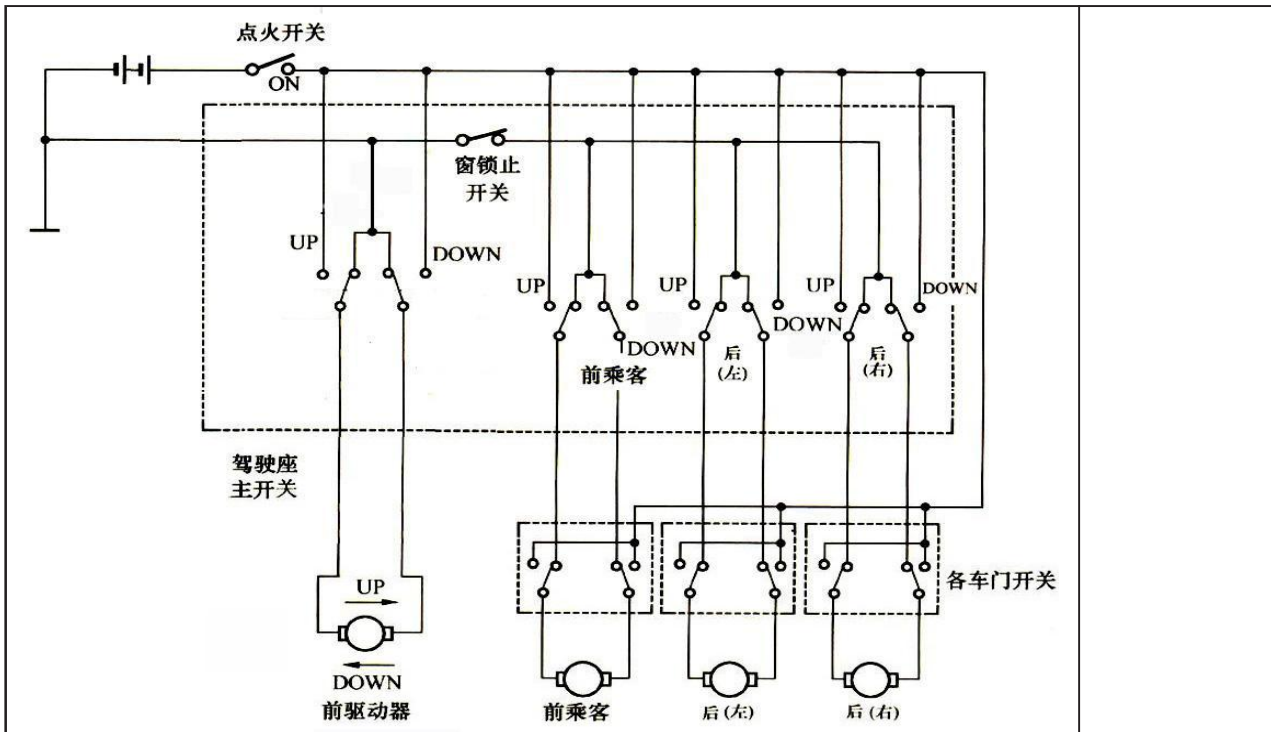 点火开关
ON
窗锁止
开关
UP
DOWN
UP
DOWN
前乘客
UP
DOWN
后
(左)
UP
DOWN
后
(右)
驾驶座
主开关
各车门开关
UP
DOWN
前驱动器
前乘客
后(左)
后(右)